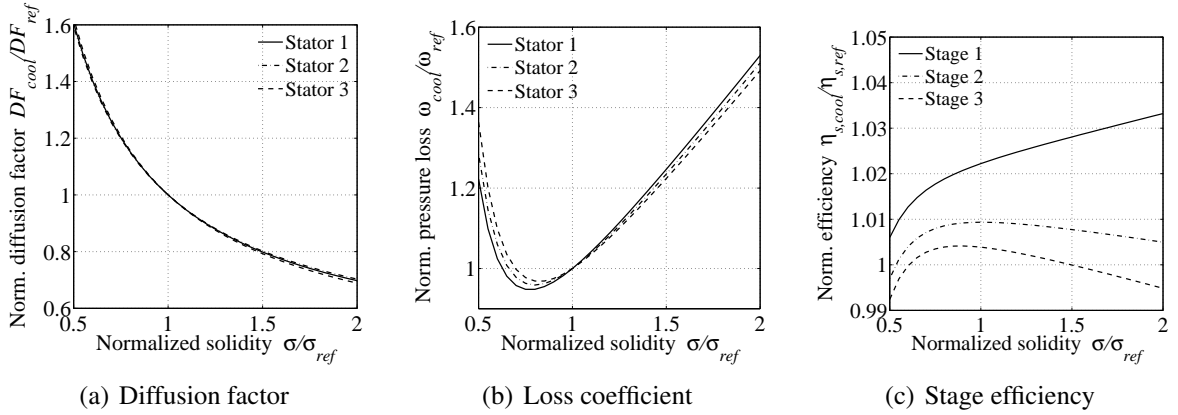 Norm. diffusion factor DF_cool/DF_ref
1.6
1.4
1.2
1
0.8
0.6
0.5
1
1.5
2
Normalized solidity σ/σ_ref
Stator 1
Stator 2
Stator 3
(a) Diffusion factor
Norm. pressure loss ω_cool/ω_ref
1.6
1.4
1.2
1
0.5
1
1.5
2
Normalized solidity σ/σ_ref
Stator 1
Stator 2
Stator 3
(b) Loss coefficient
Norm. efficiency η_s,cool/η_s,ref
1.05
1.04
1.03
1.02
1.01
1
0.99
0.5
1
1.5
2
Normalized solidity σ/σ_ref
Stage 1
Stage 2
Stage 3
(c) Stage efficiency